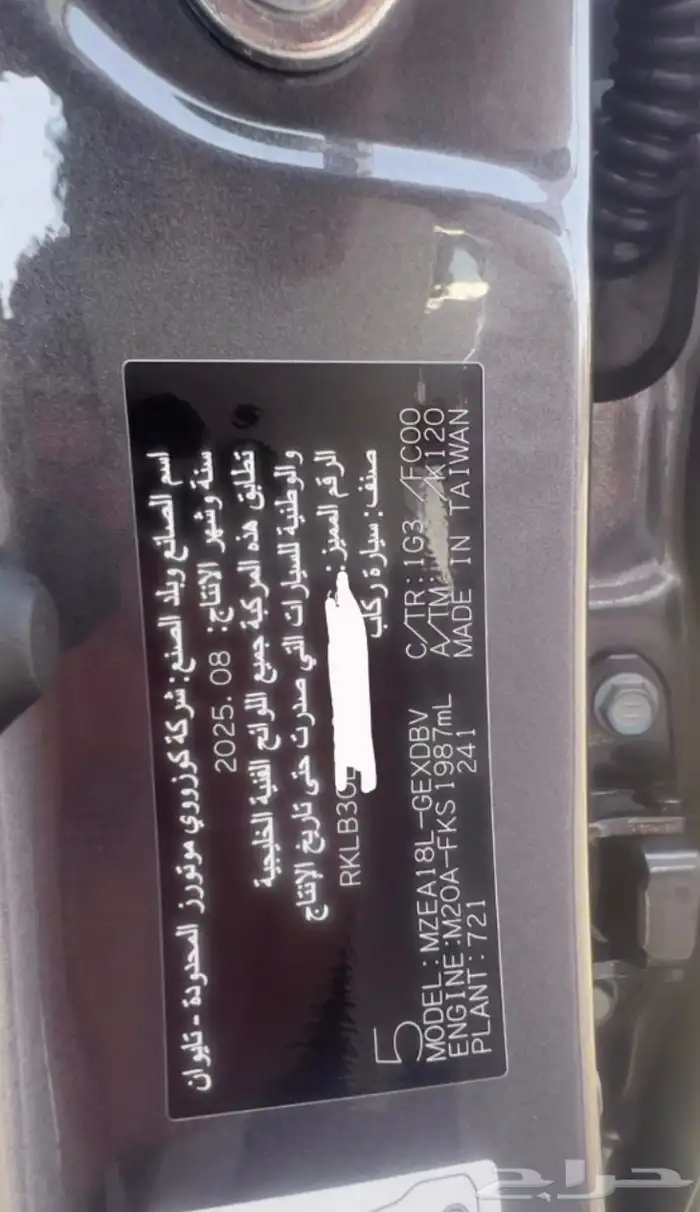 اسم الصانع وبلد الصنع: شركة كوزووي موتورز المحدودة - تايوان
سنة وشهر الانتاج: 2025.08
تطابق هذه المركبة جميع اللوائح الفنية الخليجية
والوطنية للسيارات التي صدرت حتى تاريخ الإنتاج
الرقم المميز:
RKLB3
صنف: سيارة ركاب
5
MODEL:MZEA18L-GEXDBV C/TR:1G3 /FC00
ENGINE:M20A-FKS 1987mL A/TM: /K120
PLANT:721 241 MADE IN TAIWAN
حراج